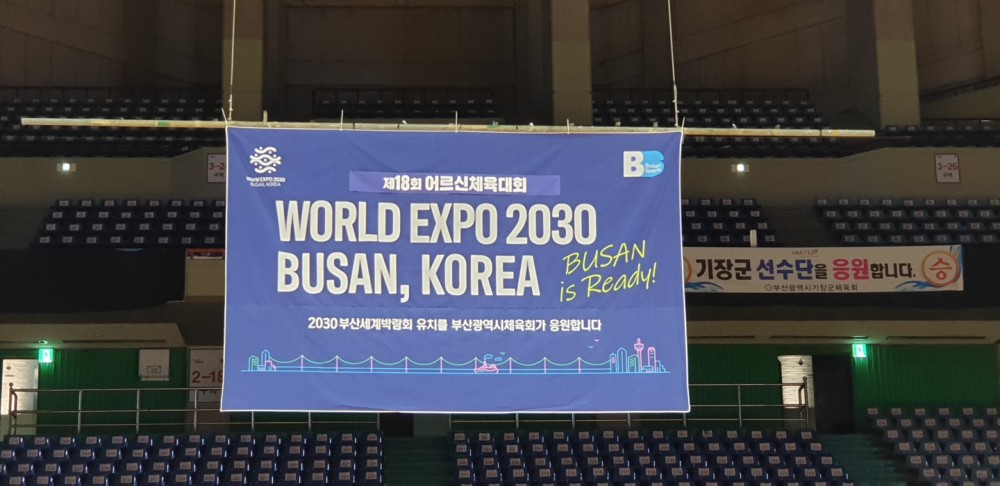 World EXPO 2030
BUSAN, KOREA
B
Busan
Sports
제18회 어르신체육대회
WORLD EXPO 2030
BUSAN, KOREA
BUSAN
is Ready!
2030부산세계박람회 유치를 부산광역시체육회가 응원합니다
3-26
기장군 선수단을 응원합니다.
승
부산광역시기장군체육회
2-18